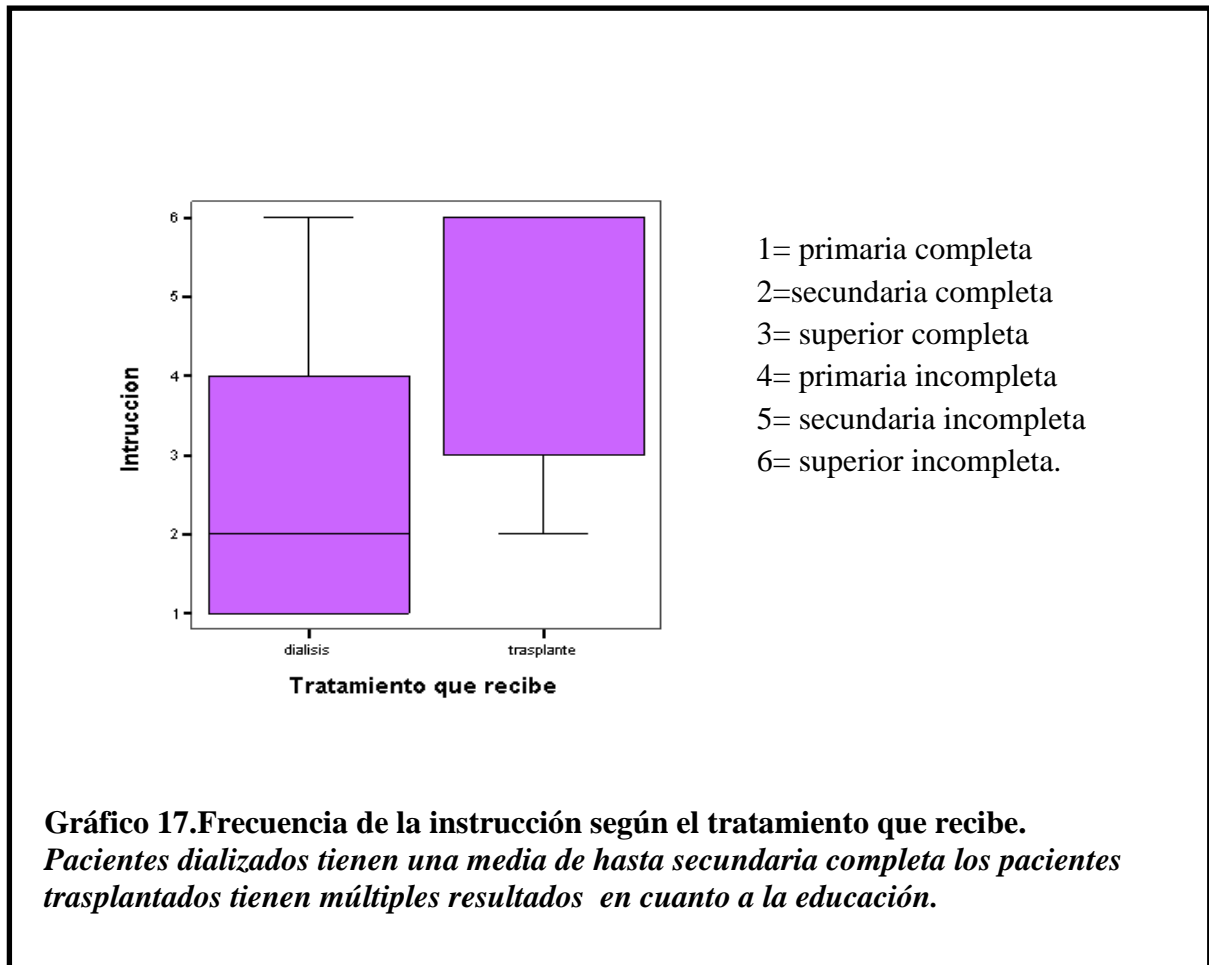 6
5
4
3
2
1
Intruccion
dialisis
trasplante
Tratamiento que recibe
1= primaria completa
2=secundaria completa
3= superior completa
4= primaria incompleta
5= secundaria incompleta
6= superior incompleta.
Gráfico 17.Frecuencia de la instrucción según el tratamiento que recibe.
Pacientes dializados tienen una media de hasta secundaria completa los pacientes
trasplantados tienen múltiples resultados  en cuanto a la educación.